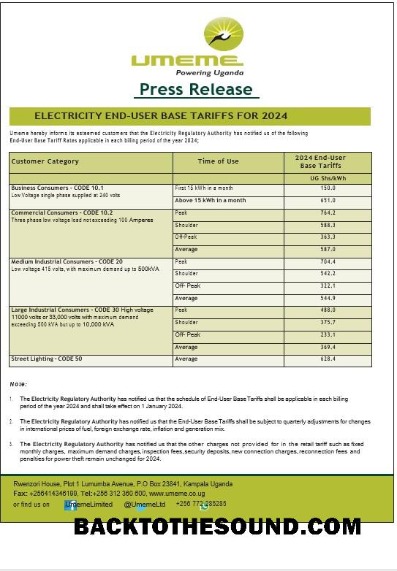 UMEME
Powering Uganda
Press Release
ELECTRICITY END-USER BASE TARIFFS FOR 2024
Umeme hereby informs its esteemed customers that the Electricity Regulatory Authority has notified us of the following
End-User Base Tariff Rates applicable in each billing period of the year 2024;
Customer Category Time of Use 2024 End-User
Base Tariffs
UG Shs/kWh
Business Consumers - CODE 10.1 First 15 kWh in a month 150.0
Low Voltage single phase supplied at 240 volts
Above 15 kWh in a month 611.0
Commercial Consumers - CODE 10.2 Peak 764.2
Three phase low voltage load not exceeding 100 Amperes
Shoulder 588.3
Off-Peak 363.3
Average 587.0
Medium Industrial Consumers - CODE 20 Peak 704.4
Low voltage 415 volts, with maximum demand up to 500kVA
Shoulder 542.2
Off- Peak 322.1
Average 544.9
Large Industrial Consumers - CODE 30 High voltage Peak 488.0
11000 volts or 33,000 volts with maximum demand
exceeding 500 kVA but up to 10,000 kVA
Shoulder 375.7
Off- Peak 233.1
Average 369.4
Street Lighting - CODE 50 Average 628.4
Note:
1. The Electricity Regulatory Authority has notified us that the schedule of End-User Base Tariffs shall be applicable in each billing
period of the year 2024 and shall take effect on 1 January 2024.
2. The Electricity Regulatory Authority has notified us that the End-User Base Tariffs shall be subject to quarterly adjustments for changes
in international prices of fuel, foreign exchange rate, inflation and generation mix.
3. The Electricity Regulatory Authority has notified us that the other charges not provided for in the retail tariff such as fixed
monthly charges, maximum demand charges, inspection fees, security deposits, new connection charges, reconnection fees and
penalties for power theft remain unchanged for 2024.
Rwenzori House, Plot 1 Lumumba Avenue, P.O Box 23841, Kampala Uganda
Fax: +256414346199, Tel:+256 312 360 600, www.umeme.co.ug
or find us on UmemeLimited @UmemeLtd +256 772 285285
BACKTOTHESOUND.COM